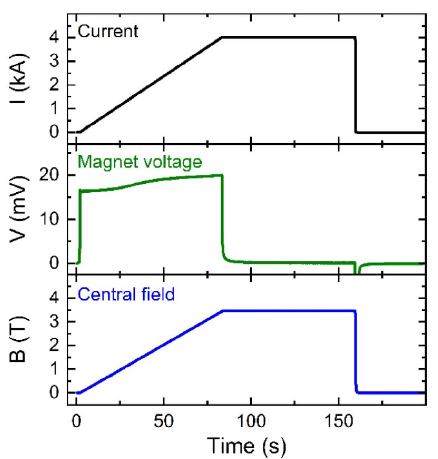 Current
I (kA)
4
3
2
1
0
Magnet voltage
V (mV)
20
10
0
Central field
B (T)
4
3
2
1
0
0 50 100 150
Time (s)